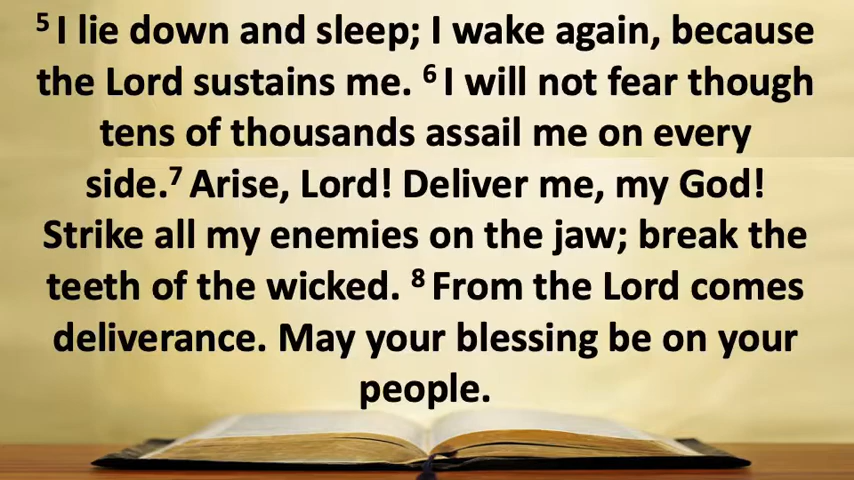 ⁵ I lie down and sleep; I wake again, because
the Lord sustains me. ⁶ I will not fear though
tens of thousands assail me on every
side.⁷ Arise, Lord! Deliver me, my God!
Strike all my enemies on the jaw; break the
teeth of the wicked. ⁸ From the Lord comes
deliverance. May your blessing be on your
people.